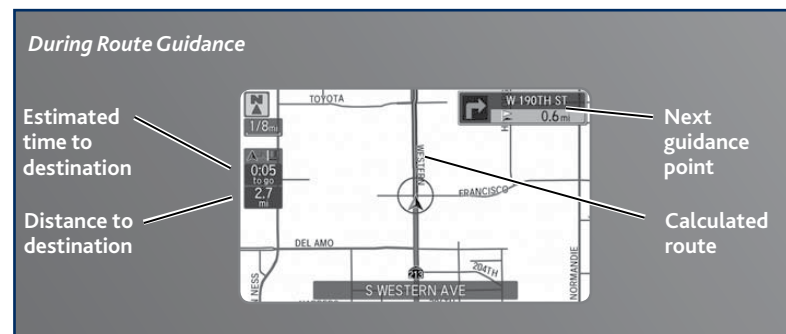 During Route Guidance
Estimated
time to
destination
Distance to
destination
N
1/8mi
0:05
to go
2.7
mi
TOYOTA
W 190TH ST
0.6mi
WESTERN
FRANCISCO
DEL AMO
213
204TH
NORMANDIE
NESS
S WESTERN AVE
Next
guidance
point
Calculated
route